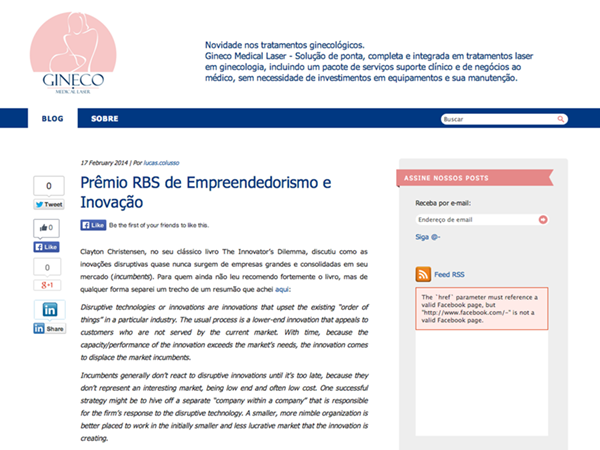 GINECO
MEDICAL LASER
Novidade nos tratamentos ginecológicos.
Gineco Medical Laser - Solução de ponta, completa e integrada em tratamentos laser
em ginecologia, incluindo um pacote de serviços suporte clínico e de negócios ao
médico, sem necessidade de investimentos em equipamentos e sua manutenção.
BLOG SOBRE Buscar
0
Tweet
0
Like
0
g+1
in
in Share
17 February 2014 | Por lucas.colusso
Prêmio RBS de Empreendedorismo e
Inovação
Like Be the first of your friends to like this.
Clayton Christensen, no seu clássico livro The Innovator's Dilemma, discutiu como as
inovações disruptivas quase nunca surgem de empresas grandes e consolidadas em seu
mercado (incumbents). Para quem ainda não leu recomendo fortemente o livro, mas de
qualquer forma separei um trecho de um resumo que achei aqui:
Disruptive technologies or innovations are innovations that upset the existing "order of
things" in a particular industry. The usual process is a lower-end innovation that appeals to
customers who are not served by the current market. With time, because the
capacity/performance of the innovation exceeds the market's needs, the innovation comes
to displace the market incumbents.
Incumbents generally don't react to disruptive innovations until it's too late, because they
don't represent an interesting market, being low end and often low cost. One successful
strategy might be to hive off a separate "company within a company" that is responsible
for the firm's response to the disruptive technology. A smaller, more nimble organization is
better placed to work in the initially smaller and less lucrative market that the innovation is
creating.
ASSINE NOSSOS POSTS
Receba por e-mail:
Endereço de email
Siga @-
Feed RSS
The `href` parameter must reference a
valid Facebook page, but
"http://www.facebook.com/-" is not a
valid Facebook page.